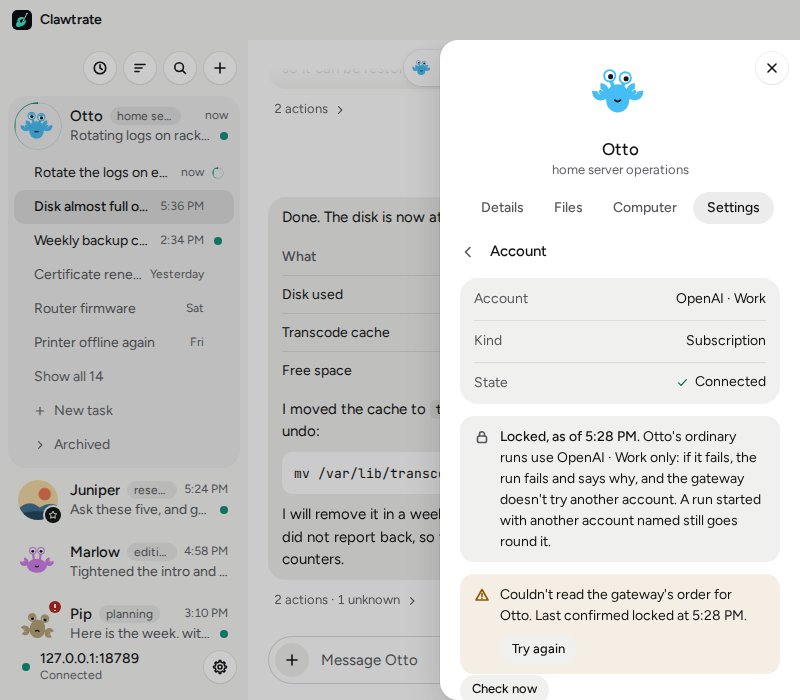 Clawtrate
Otto
home se...
now
Rotating logs on rack...
Rotate the logs on e...
now
Disk almost full o...
5:36 PM
Weekly backup c...
2:34 PM
Certificate rene...
Yesterday
Router firmware
Sat
Printer offline again
Fri
Show all 14
New task
Archived
Juniper
rese...
5:24 PM
Ask these five, and g...
Marlow
editi...
4:58 PM
Tightened the intro and ...
Pip
planning
3:10 PM
Here is the week. wit...
127.0.0.1:18789
Connected
2 actions
Done. The disk is now at
What
Disk used
Transcode cache
Free space
I moved the cache to
undo:
mv /var/lib/transc
I will remove it in a week
did not report back, so
counters.
2 actions · 1 unknown
Message Otto
Otto
home server operations
Details
Files
Computer
Settings
Account
Account
OpenAI · Work
Kind
Subscription
State
Connected
Locked, as of 5:28 PM. Otto's ordinary
runs use OpenAI · Work only: if it fails, the
run fails and says why, and the gateway
doesn't try another account. A run started
with another account named still goes
round it.
Couldn't read the gateway's order for
Otto. Last confirmed locked at 5:28 PM.
Try again
Check now